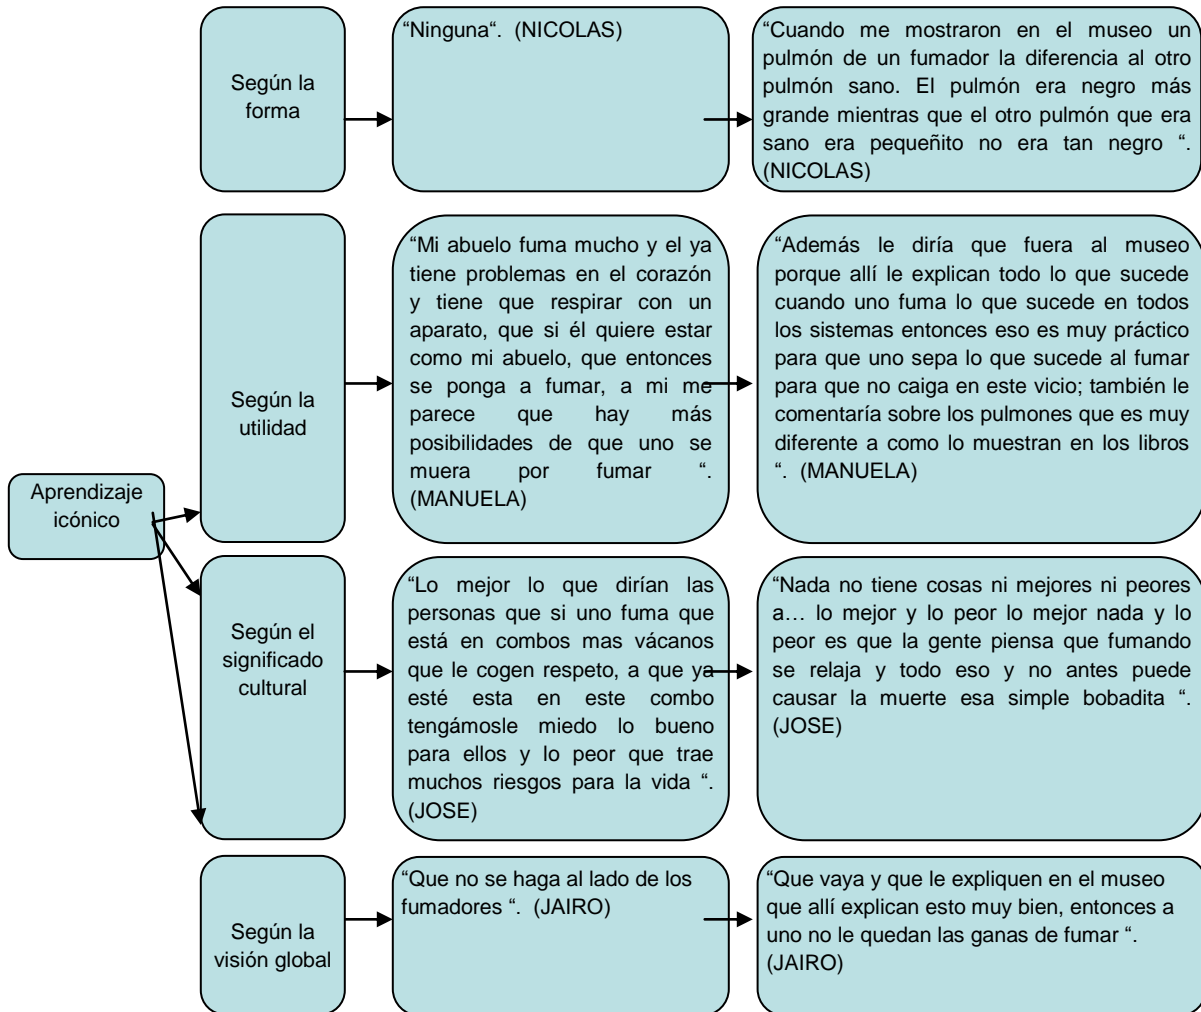 Según la
forma
“Ninguna“. (NICOLAS)
“Cuando me mostraron en el museo un
pulmón de un fumador la diferencia al otro
pulmón sano. El pulmón era negro más
grande mientras que el otro pulmón que era
sano era pequeñito no era tan negro “.
(NICOLAS)
Según la
utilidad
“Mi abuelo fuma mucho y el ya
tiene problemas en el corazón
y tiene que respirar con un
aparato, que si él quiere estar
como mi abuelo, que entonces
se ponga a fumar, a mi me
parece que hay más
posibilidades de que uno se
muera por fumar “.
(MANUELA)
“Además le diría que fuera al museo
porque allí le explican todo lo que sucede
cuando uno fuma lo que sucede en todos
los sistemas entonces eso es muy práctico
para que uno sepa lo que sucede al fumar
para que no caiga en este vicio; también le
comentaría sobre los pulmones que es muy
diferente a como lo muestran en los libros
“. (MANUELA)
Aprendizaje
icónico
Según el
significado
cultural
“Lo mejor lo que dirían las
personas que si uno fuma que
está en combos mas vácanos
que le cogen respeto, a que ya
esté esta en este combo
tengámosle miedo lo bueno
para ellos y lo peor que trae
muchos riesgos para la vida “.
(JOSE)
“Nada no tiene cosas ni mejores ni peores
a… lo mejor y lo peor lo mejor nada y lo
peor es que la gente piensa que fumando
se relaja y todo eso y no antes puede
causar la muerte esa simple bobadita “.
(JOSE)
Según la
visión global
“Que no se haga al lado de los
fumadores “. (JAIRO)
“Que vaya y que le expliquen en el museo
que allí explican esto muy bien, entonces a
uno no le quedan las ganas de fumar “.
(JAIRO)